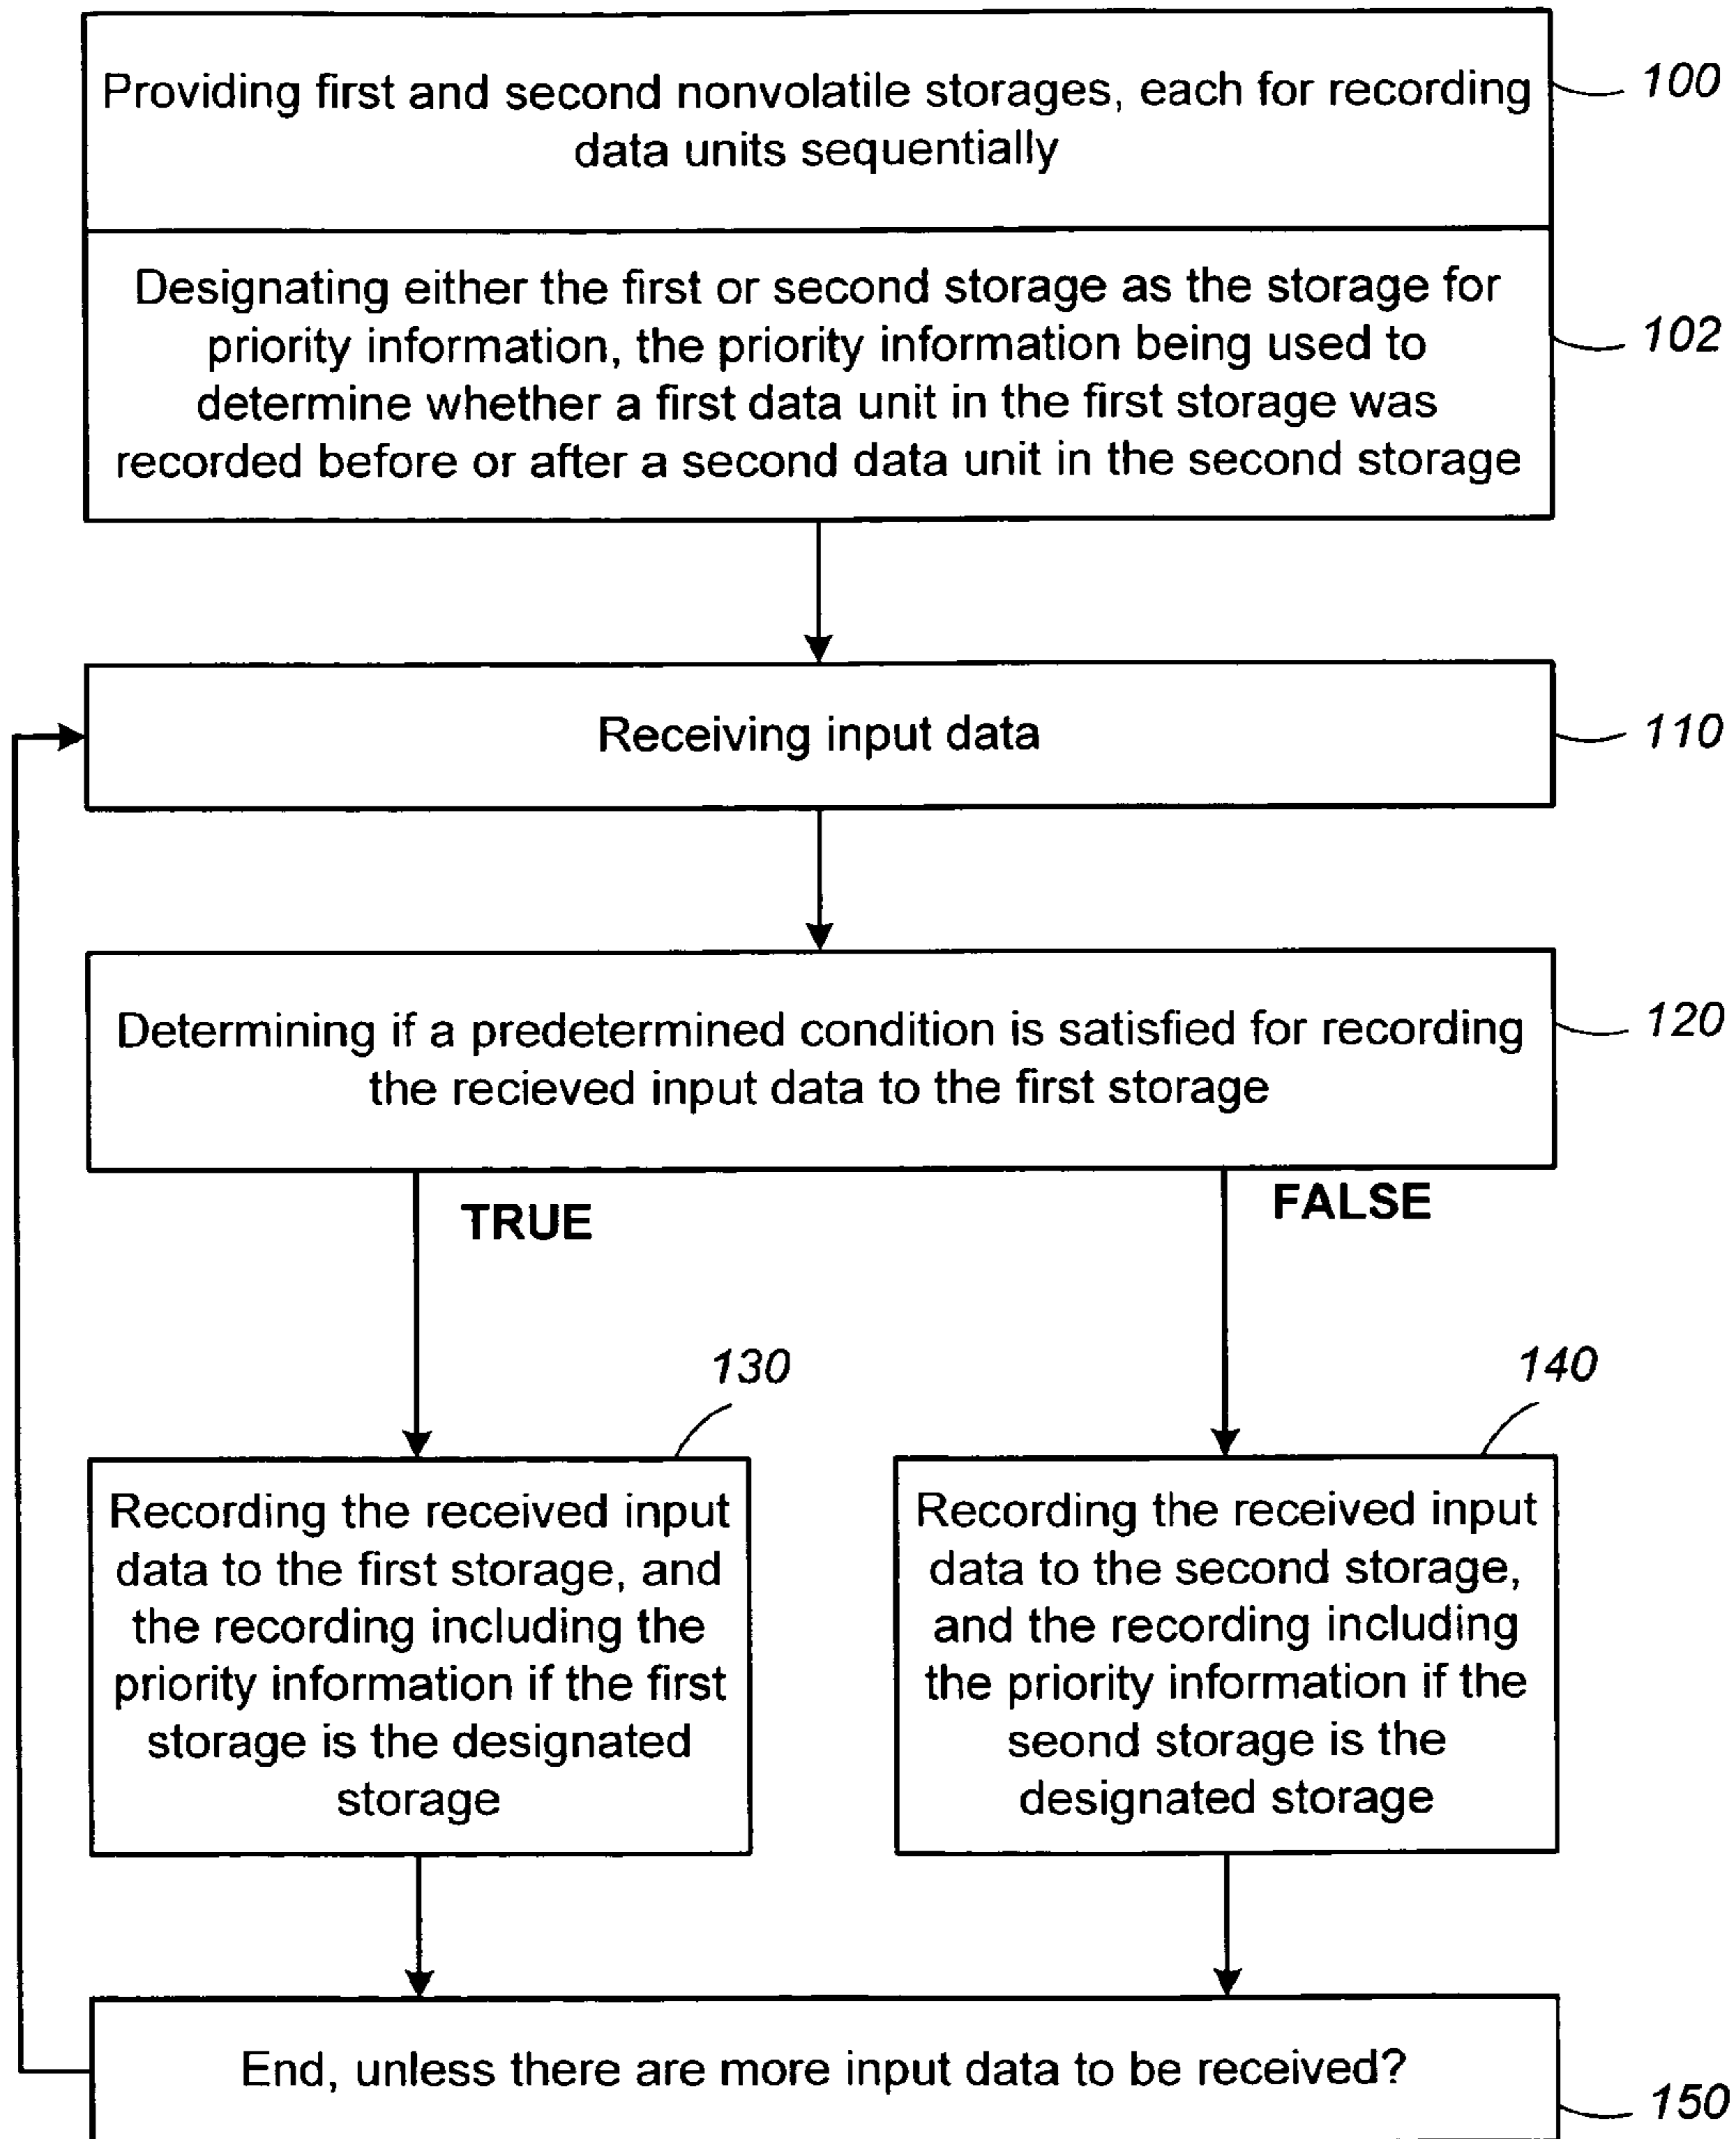 Providing first and second nonvolatile storages, each for recording
data units sequentially
100
Designating either the first or second storage as the storage for
priority information, the priority information being used to
determine whether a first data unit in the first storage was
recorded before or after a second data unit in the second storage
102
Receiving input data
110
Determining if a predetermined condition is satisfied for recording
the recieved input data to the first storage
120
TRUE
FALSE
130
Recording the received input
data to the first storage, and
the recording including the
priority information if the first
storage is the designated
storage
140
Recording the received input
data to the second storage,
and the recording including
the priority information if the
seond storage is the
designated storage
End, unless there are more input data to be received?
150